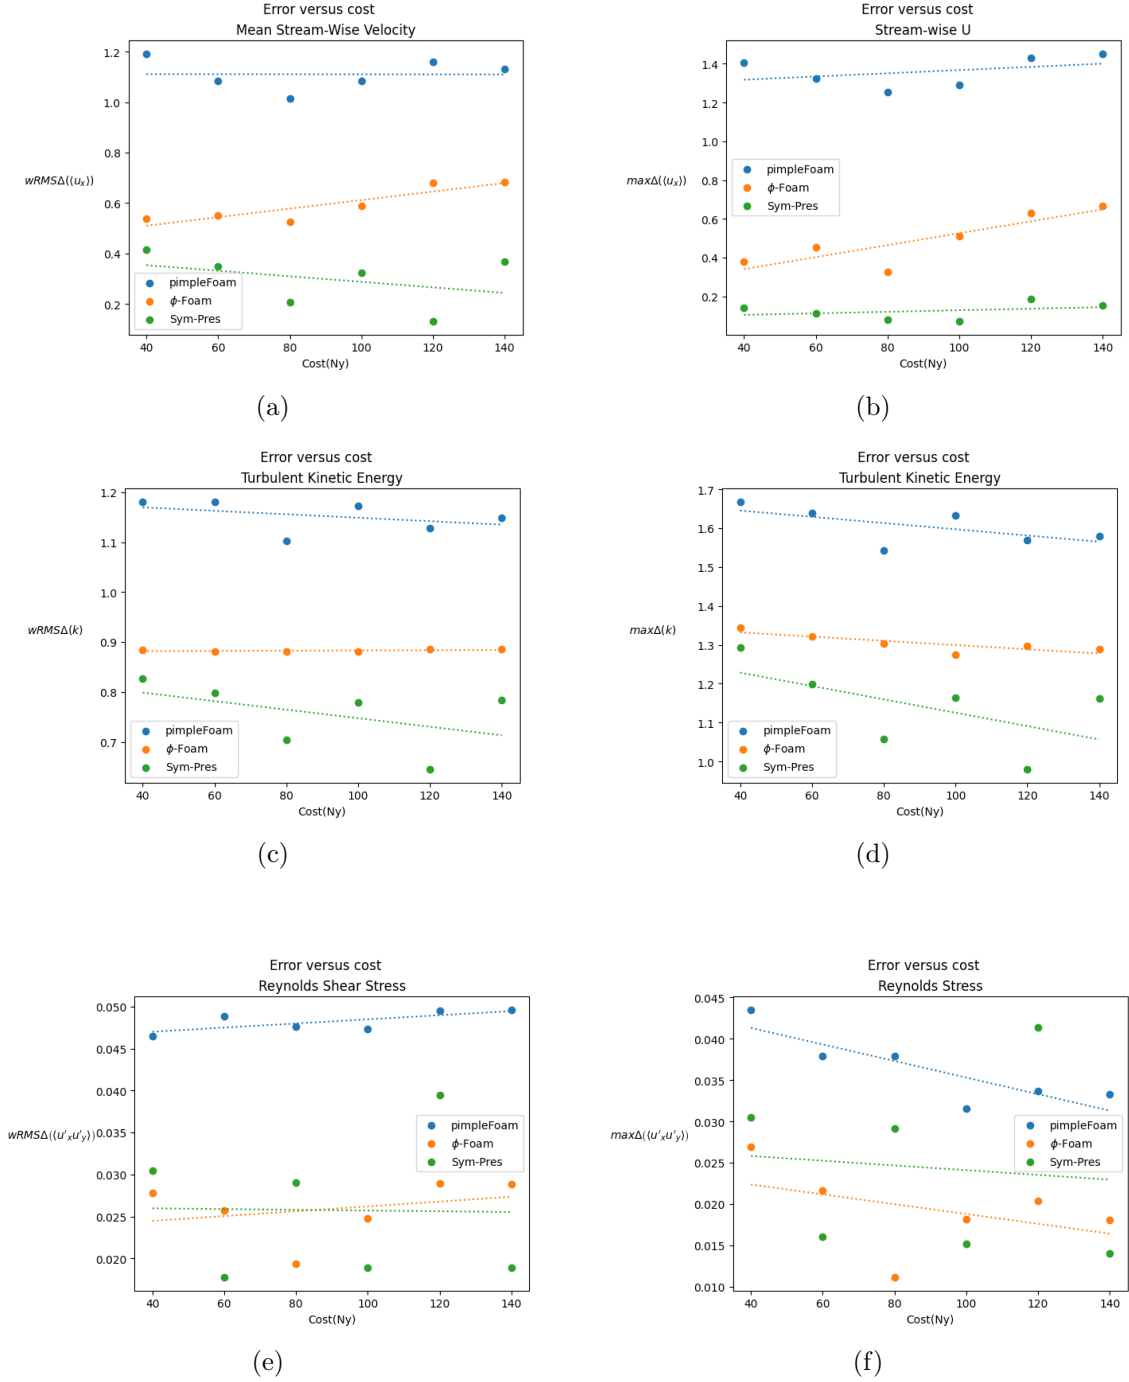 Error versus cost
Mean Stream-Wise Velocity
1.2
1.0
0.8
wRMSΔ(⟨u_x⟩)
0.6
0.4
0.2
pimpleFoam
ϕ-Foam
Sym-Pres
40 60 80 100 120 140
Cost(Ny)
(a)
Error versus cost
Stream-wise U
1.4
1.2
1.0
0.8
maxΔ(⟨u_x⟩)
0.6
0.4
0.2
pimpleFoam
ϕ-Foam
Sym-Pres
40 60 80 100 120 140
Cost(Ny)
(b)
Error versus cost
Turbulent Kinetic Energy
1.2
1.1
1.0
wRMSΔ(k)
0.9
0.8
0.7
pimpleFoam
ϕ-Foam
Sym-Pres
40 60 80 100 120 140
Cost(Ny)
(c)
Error versus cost
Turbulent Kinetic Energy
1.7
1.6
1.5
1.4
maxΔ(k)
1.3
1.2
1.1
1.0
pimpleFoam
ϕ-Foam
Sym-Pres
40 60 80 100 120 140
Cost(Ny)
(d)
Error versus cost
Reynolds Shear Stress
0.050
0.045
0.040
0.035
wRMSΔ(⟨u′_x u′_y⟩)
0.030
0.025
0.020
pimpleFoam
ϕ-Foam
Sym-Pres
40 60 80 100 120 140
Cost(Ny)
(e)
Error versus cost
Reynolds Stress
0.045
0.040
0.035
0.030
maxΔ(⟨u′_x u′_y⟩)
0.025
0.020
0.015
0.010
pimpleFoam
ϕ-Foam
Sym-Pres
40 60 80 100 120 140
Cost(Ny)
(f)